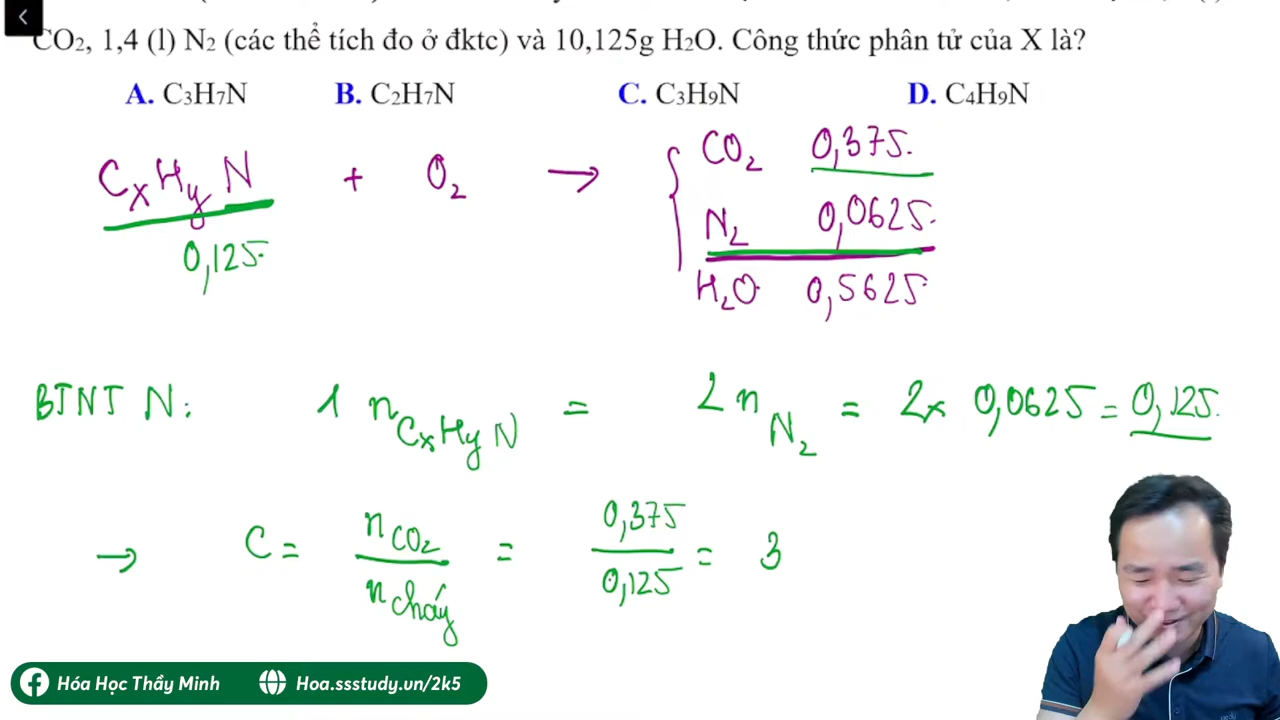 CO₂, 1,4 (l) N₂ (các thể tích đo ở đktc) và 10,125g H₂O. Công thức phân tử của X là?
A. C₃H₇N B. C₂H₇N C. C₃H₉N D. C₄H₉N
CxHyN + O₂ → { CO₂ 0,375.
0,125. N₂ 0,0625.
H₂O 0,5625
BTNT N: 1 n CxHyN = 2 n N₂ = 2x 0,0625 = 0,125.
→ C = nCO₂ / n cháy = 0,375 / 0,125 = 3
Hóa Học Thầy Minh Hoa.ssstudy.vn/2k5